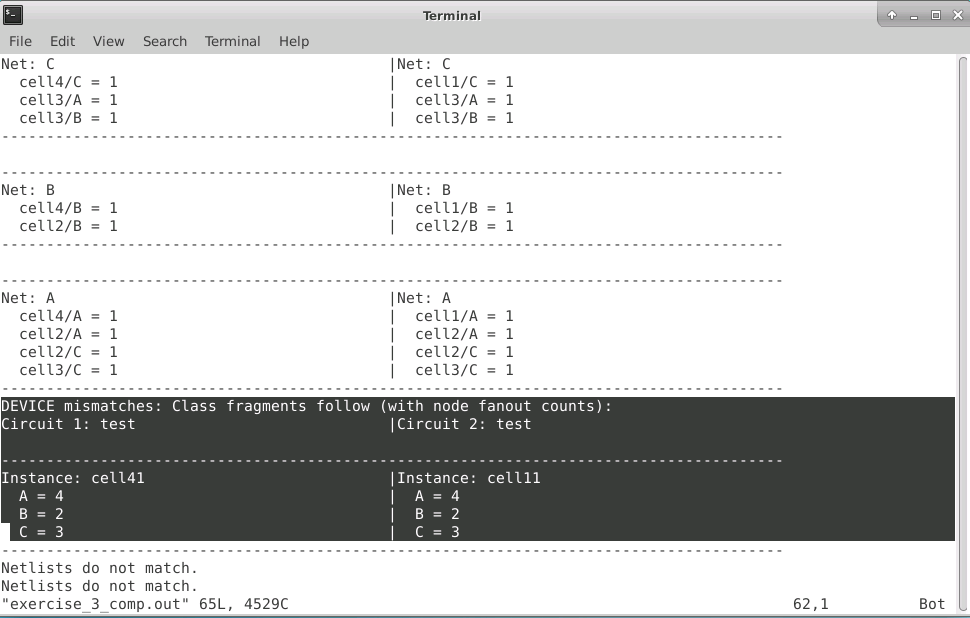 Terminal
File Edit View Search Terminal Help
Net: C |Net: C
cell4/C = 1 | cell1/C = 1
cell3/A = 1 | cell3/A = 1
cell3/B = 1 | cell3/B = 1
---------------------------------------------------------------------------------------
---------------------------------------------------------------------------------------
Net: B |Net: B
cell4/B = 1 | cell1/B = 1
cell2/B = 1 | cell2/B = 1
---------------------------------------------------------------------------------------
---------------------------------------------------------------------------------------
Net: A |Net: A
cell4/A = 1 | cell1/A = 1
cell2/A = 1 | cell2/A = 1
cell2/C = 1 | cell2/C = 1
cell3/C = 1 | cell3/C = 1
---------------------------------------------------------------------------------------
DEVICE mismatches: Class fragments follow (with node fanout counts):
Circuit 1: test |Circuit 2: test
---------------------------------------------------------------------------------------
Instance: cell41 |Instance: cell11
A = 4 | A = 4
B = 2 | B = 2
C = 3 | C = 3
---------------------------------------------------------------------------------------
Netlists do not match.
Netlists do not match.
"exercise_3_comp.out" 65L, 4529C 62,1 Bot